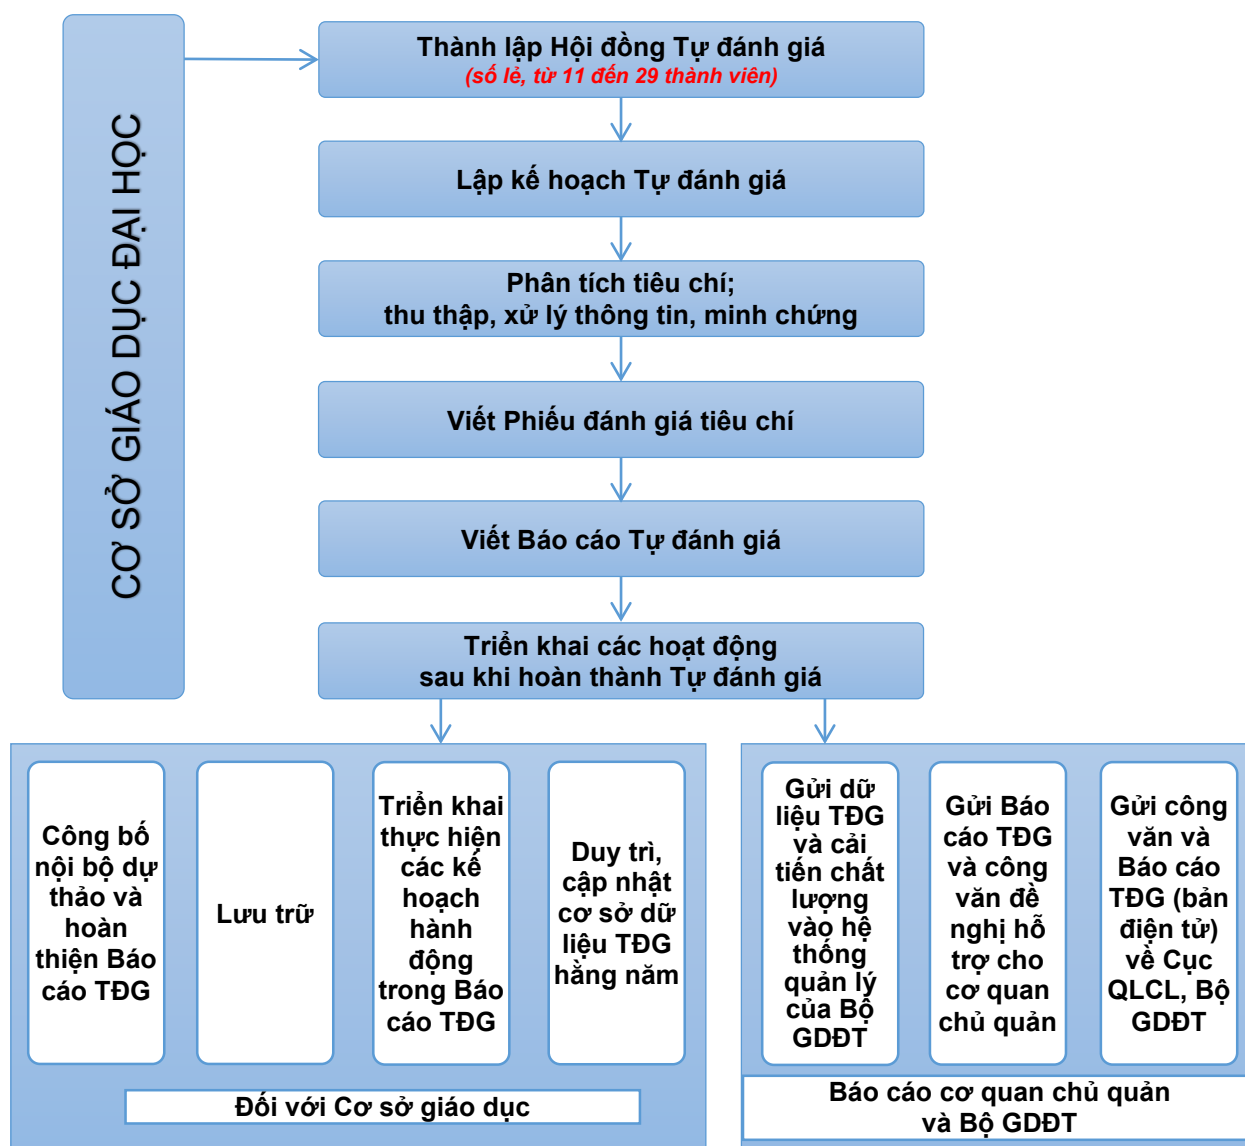 CƠ SỞ GIÁO DỤC ĐẠI HỌC
Thành lập Hội đồng Tự đánh giá
(số lẻ, từ 11 đến 29 thành viên)
Lập kế hoạch Tự đánh giá
Phân tích tiêu chí;
thu thập, xử lý thông tin, minh chứng
Viết Phiếu đánh giá tiêu chí
Viết Báo cáo Tự đánh giá
Triển khai các hoạt động
sau khi hoàn thành Tự đánh giá
Công bố
nội bộ dự
thảo và
hoàn
thiện Báo
cáo TĐG
Lưu trữ
Triển khai
thực hiện
các kế
hoạch
hành
động
trong Báo
cáo TĐG
Duy trì,
cập nhật
cơ sở dữ
liệu TĐG
hằng năm
Đối với Cơ sở giáo dục
Gửi dữ
liệu TĐG
và cải
tiến chất
lượng
vào hệ
thống
quản lý
của Bộ
GDĐT
Gửi Báo
cáo TĐG
và công
văn đề
nghị hỗ
trợ cho
cơ quan
chủ quản
Gửi công
văn và
Báo cáo
TĐG (bản
điện tử)
về Cục
QLCL, Bộ
GDĐT
Báo cáo cơ quan chủ quản
và Bộ GDĐT